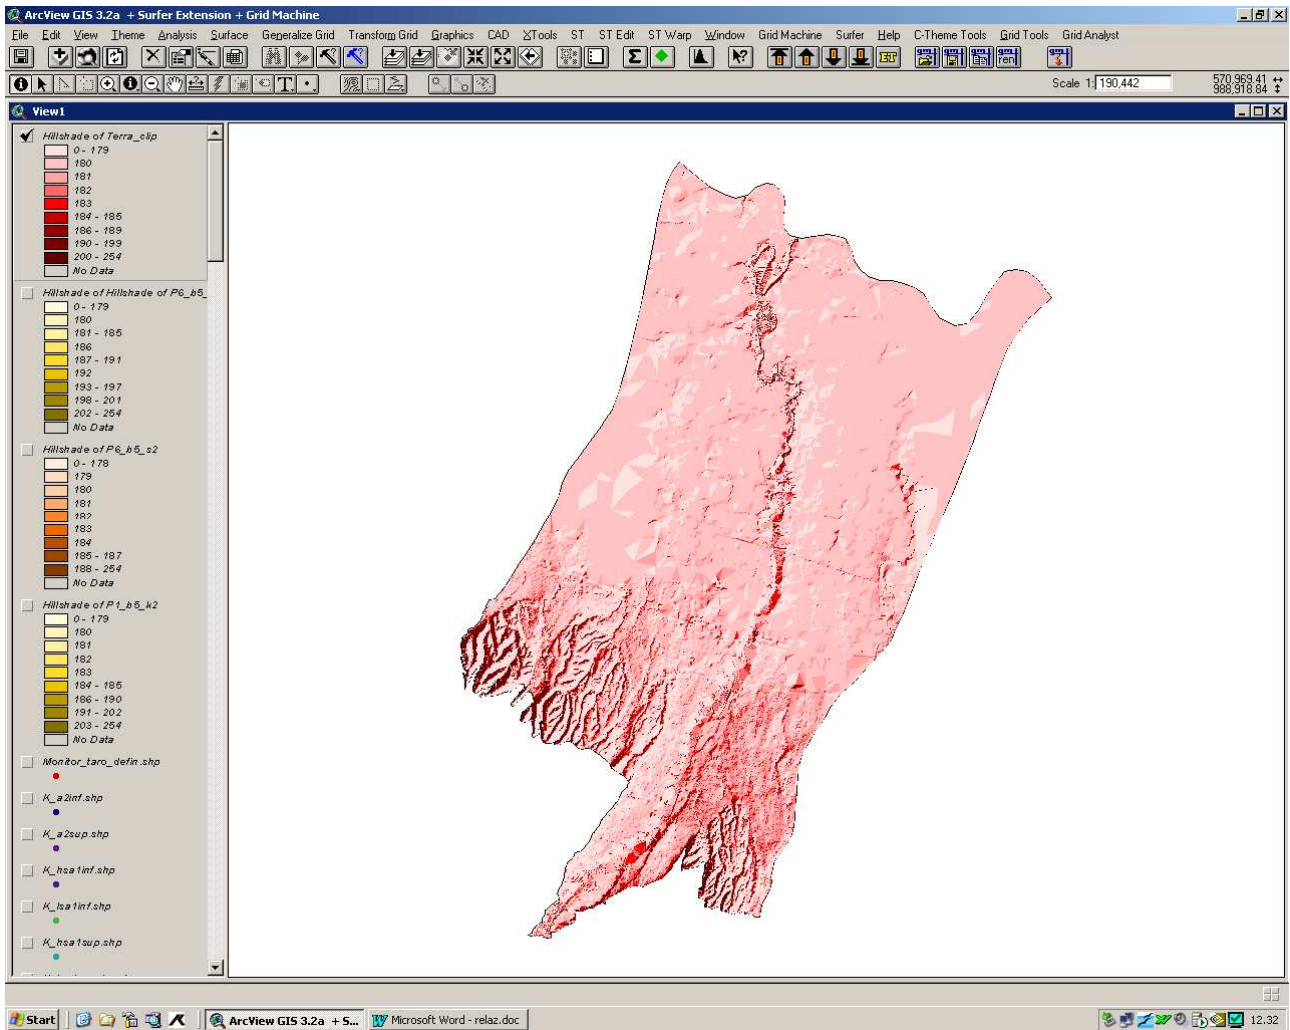 ArcView GIS 3.2a + Surfer Extension + Grid Machine
File Edit View Theme Analysis Surface Generalize Grid Transform Grid Graphics CAD XTools ST ST Edit ST Warp Window Grid Machine Surfer Help C-Theme Tools Grid Tools Grid Analyst
Scale 1: 190,442
570,969.41
988,918.84
View1
Hillshade of Terra_clip
0 - 179
180
181
182
183
184 - 185
186 - 189
190 - 199
200 - 254
No Data
Hillshade of Hillshade of P6_b5_
0 - 179
180
181 - 185
186
187 - 191
192
193 - 197
198 - 201
202 - 254
No Data
Hillshade of P6_b5_s2
0 - 178
179
180
181
182
183
184
185 - 187
188 - 254
No Data
Hillshade of P1_b5_k2
0 - 179
180
181
182
183
184 - 185
186 - 190
191 - 202
203 - 254
No Data
Monitor_taro_defin.shp
K_a2inf.shp
K_a2sup.shp
K_hsa1inf.shp
K_lsa1inf.shp
K_hsa1sup.shp
Start
ArcView GIS 3.2a + S...
Microsoft Word - relaz.doc
12.32